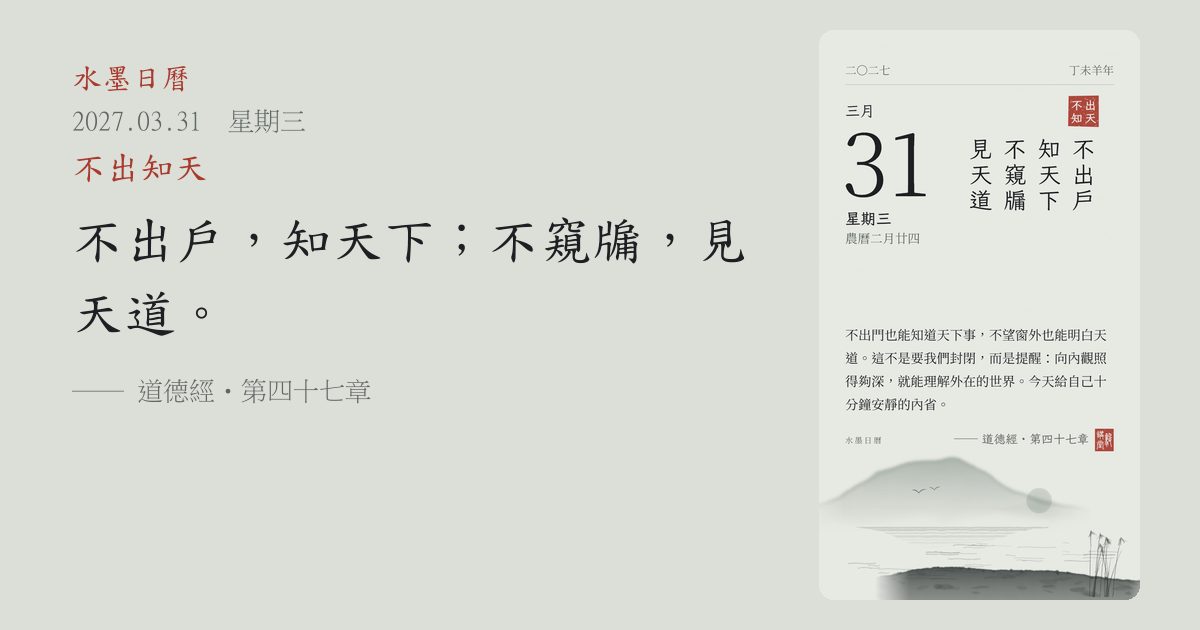 水墨日曆
2027.03.31 星期三
不出知天
不出戶，知天下；不窺牖，見
天道。
—— 道德經・第四十七章
二〇二七
丁未羊年
三月
31
星期三
農曆二月廿四
不出知天
不出戶
知天下
不窺牖
見天道
不出門也能知道天下事，不望窗外也能明白天
道。這不是要我們封閉，而是提醒：向內觀照
得夠深，就能理解外在的世界。今天給自己十
分鐘安靜的內省。
水墨日曆
—— 道德經・第四十七章